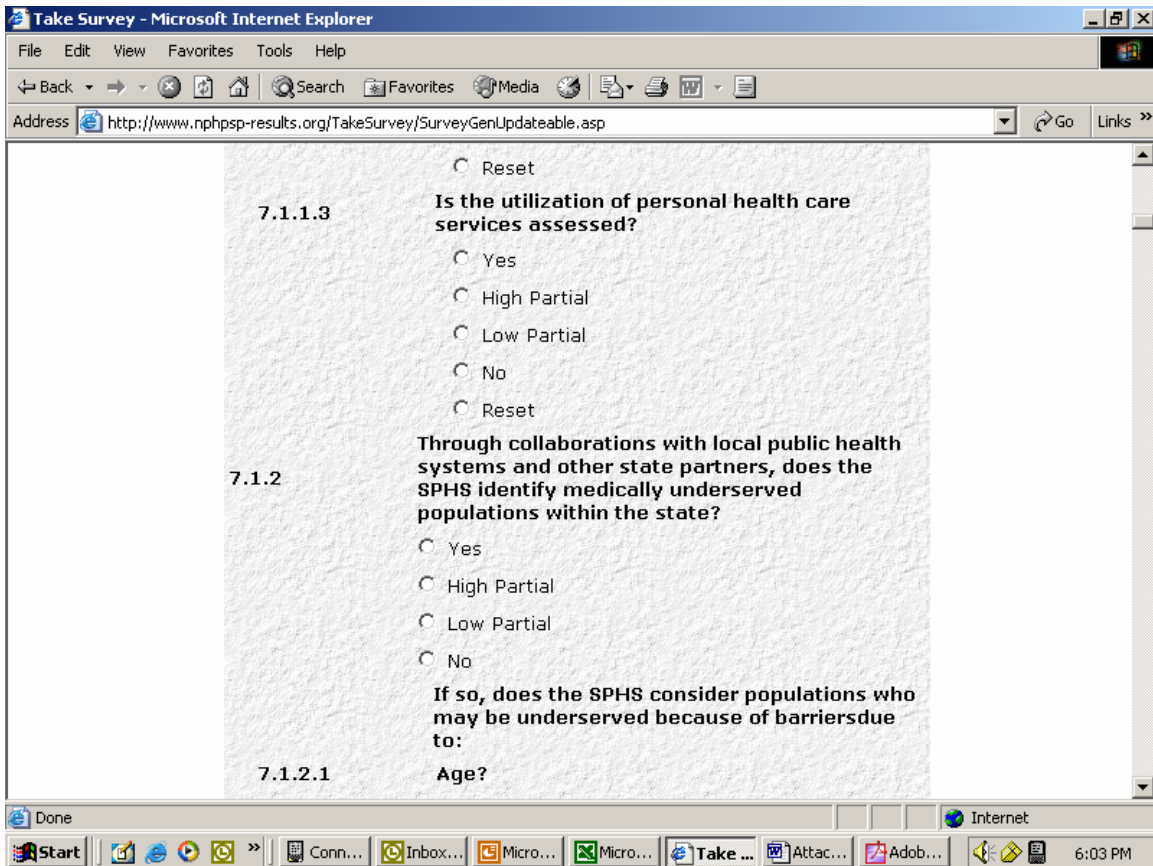 Take Survey - Microsoft Internet Explorer
File Edit View Favorites Tools Help
Back Search Favorites Media
Address http://www.nphpsp-results.org/TakeSurvey/SurveyGenUpdateable.asp Go Links »
Reset
7.1.1.3 Is the utilization of personal health care
services assessed?
Yes
High Partial
Low Partial
No
Reset
Through collaborations with local public health
systems and other state partners, does the
7.1.2 SPHS identify medically underserved
populations within the state?
Yes
High Partial
Low Partial
No
If so, does the SPHS consider populations who
may be underserved because of barriersdue
to:
7.1.2.1 Age?
Done Internet
Start » Conn... Inbox... Micro... Micro... Take ... Attac... Adob... 6:03 PM